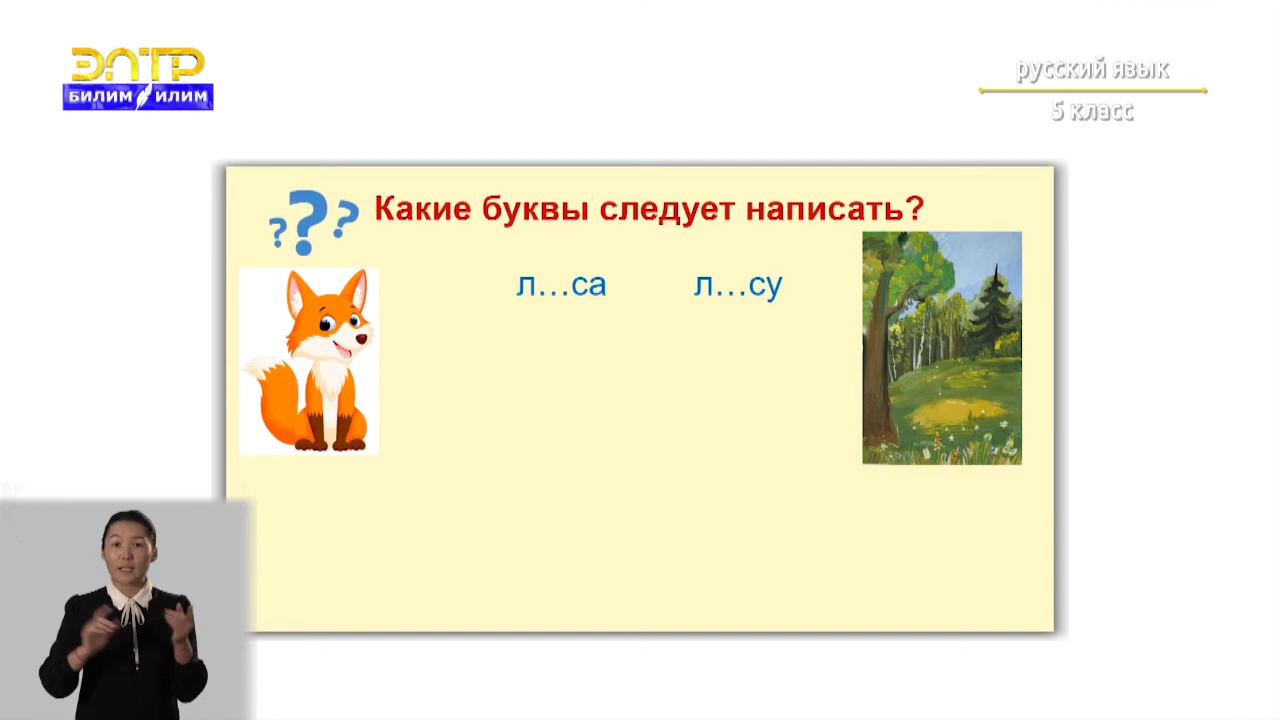 ЭЛТР
БИЛИМ ИЛИМ
русский язык
5 класс
??? Какие буквы следует написать?
л…са л…су